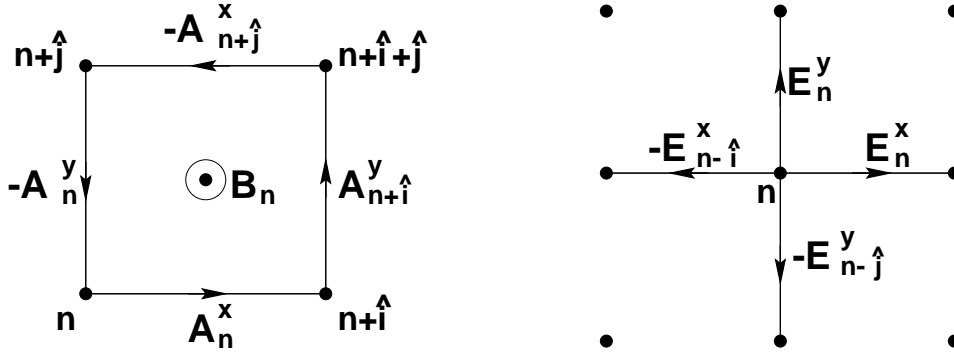 -A^x_{n+ĵ}
n+ĵ
n+î+ĵ
-A^y_n
B_n
A^y_{n+î}
n
A^x_n
n+î
E^y_n
-E^x_{n-î}
E^x_n
n
-E^y_{n-ĵ}